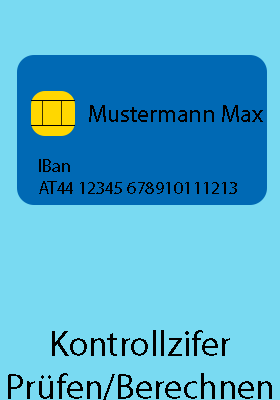 Mustermann Max
IBan
AT44 12345 678910111213
Kontrollzifer
Prüfen/Berechnen